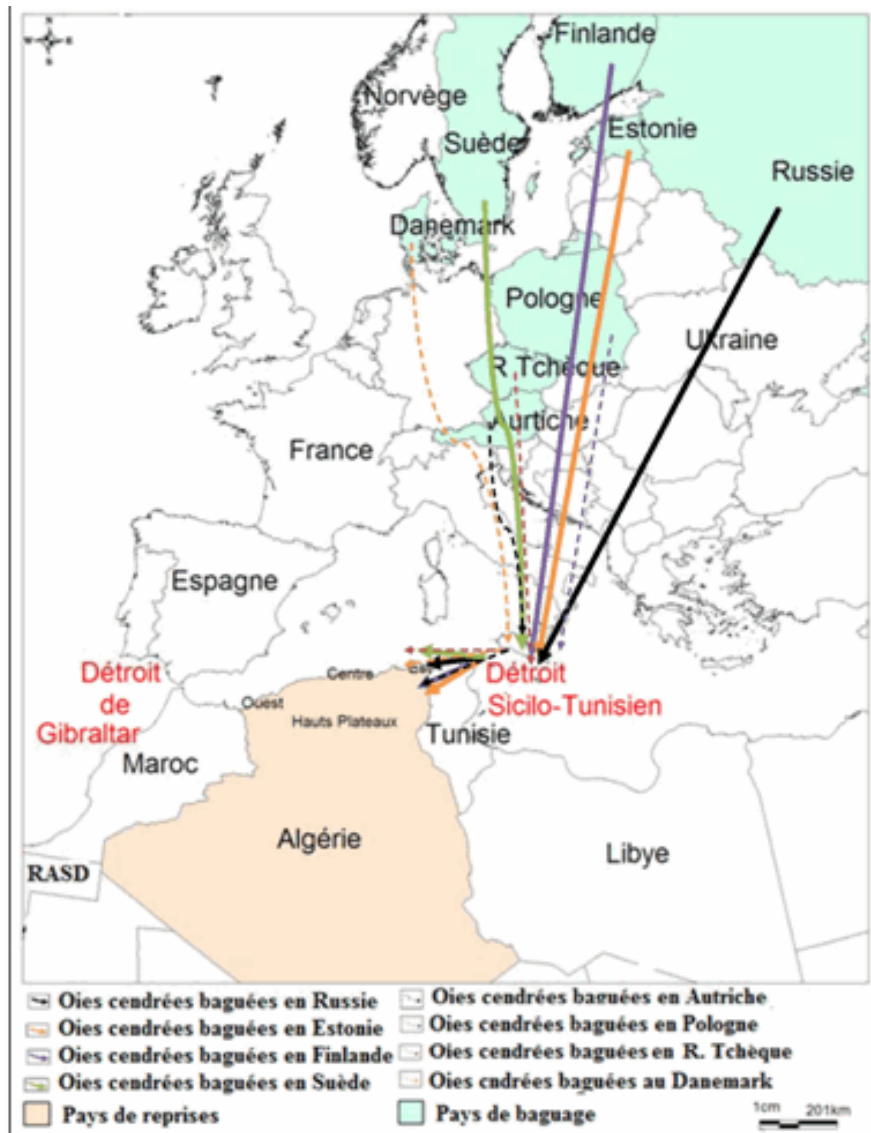 N
W E
S
Finlande
Norvège
Suède
Estonie
Russie
Danemark
Pologne
Ukraine
R Tchèque
Aurtiche
France
Espagne
Détroit
de
Gibraltar
Centre
Est
Ouest
Hauts Plateaux
Détroit
Sicilo-Tunisien
Tunisie
Maroc
Algérie
Libye
RASD
Oies cendrées baguées en Russie
Oies cendrées baguées en Estonie
Oies cendrées baguées en Finlande
Oies cendrées baguées en Suède
Pays de reprises
Oies cendrées baguées en Autriche
Oies cendrées baguées en Pologne
Oies cendrées baguées en R. Tchèque
Oies cndrées baguées au Danemark
Pays de baguage
1cm 201km